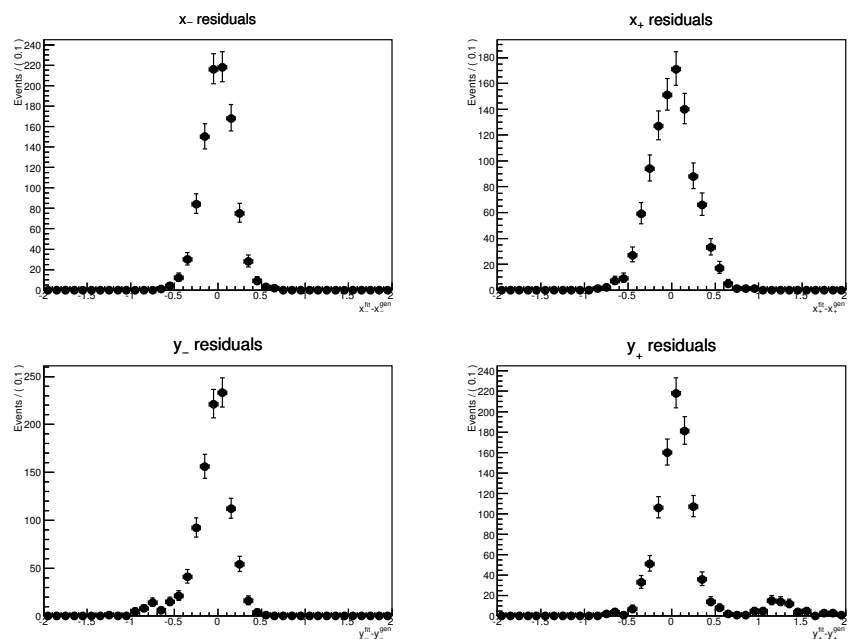 x₋ residuals
Events / ( 0.1 )
240
220
200
180
160
140
120
100
80
60
40
20
0
-2 -1.5 -1 -0.5 0 0.5 1 1.5 2
x₋^fit-x₋^gen
x₊ residuals
Events / ( 0.1 )
180
160
140
120
100
80
60
40
20
0
-2 -1.5 -1 -0.5 0 0.5 1 1.5 2
x₊^fit-x₊^gen
y₋ residuals
Events / ( 0.1 )
250
200
150
100
50
0
-2 -1.5 -1 -0.5 0 0.5 1 1.5 2
y₋^fit-y₋^gen
y₊ residuals
Events / ( 0.1 )
240
220
200
180
160
140
120
100
80
60
40
20
0
-2 -1.5 -1 -0.5 0 0.5 1 1.5 2
y₊^fit-y₊^gen